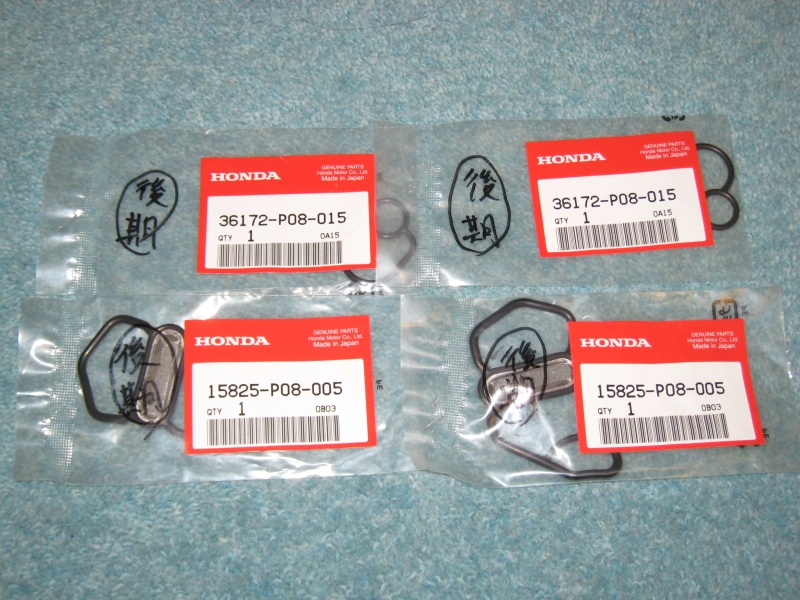 後
期
HONDA
GENUINE PARTS
Honda Motor Co., Ltd.
Made in Japan
36172-P08-015
QTY 1
0A15
後
期
HONDA
GENUINE PARTS
Honda Motor Co., Ltd.
Made in Japan
36172-P08-015
QTY 1
0A15
後
期
HONDA
GENUINE PARTS
Honda Motor Co., Ltd.
Made in Japan
15825-P08-005
QTY 1
0B03
後
期
HONDA
GENUINE PARTS
Honda Motor Co., Ltd.
Made in Japan
15825-P08-005
QTY 1
0B03